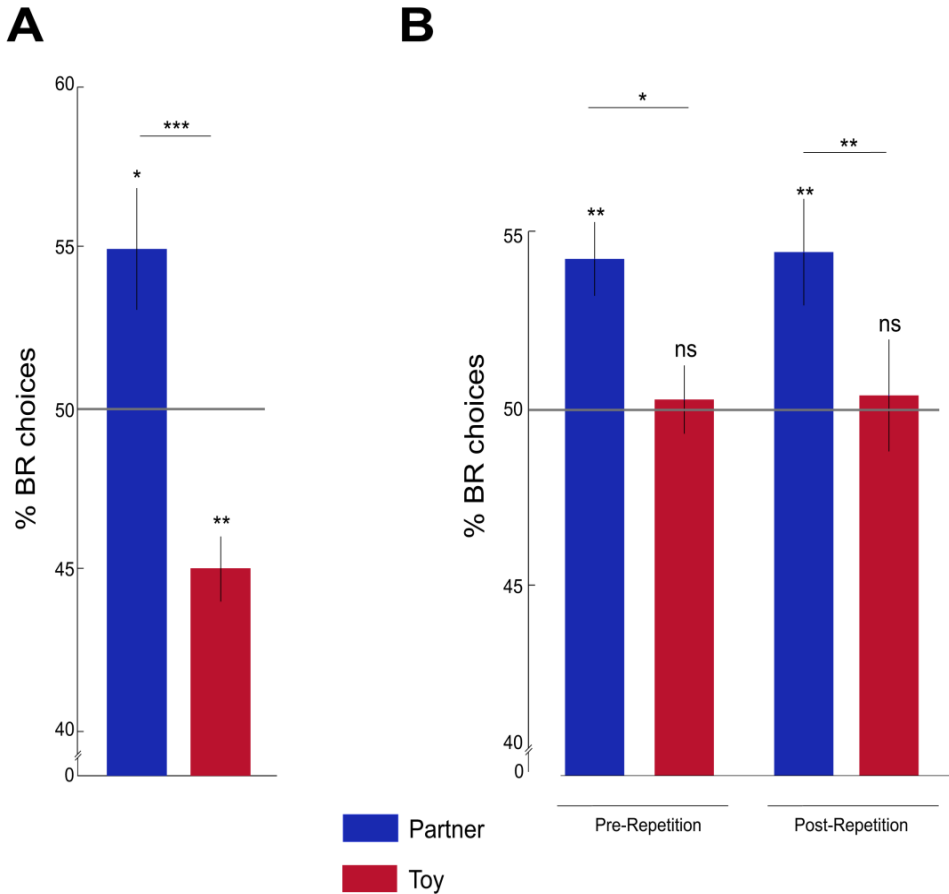 A
60
***
*
55
% BR choices
50
**
45
40
0
B
*
**
**
**
55
ns
ns
% BR choices
50
45
40
0
Pre-Repetition
Post-Repetition
Partner
Toy